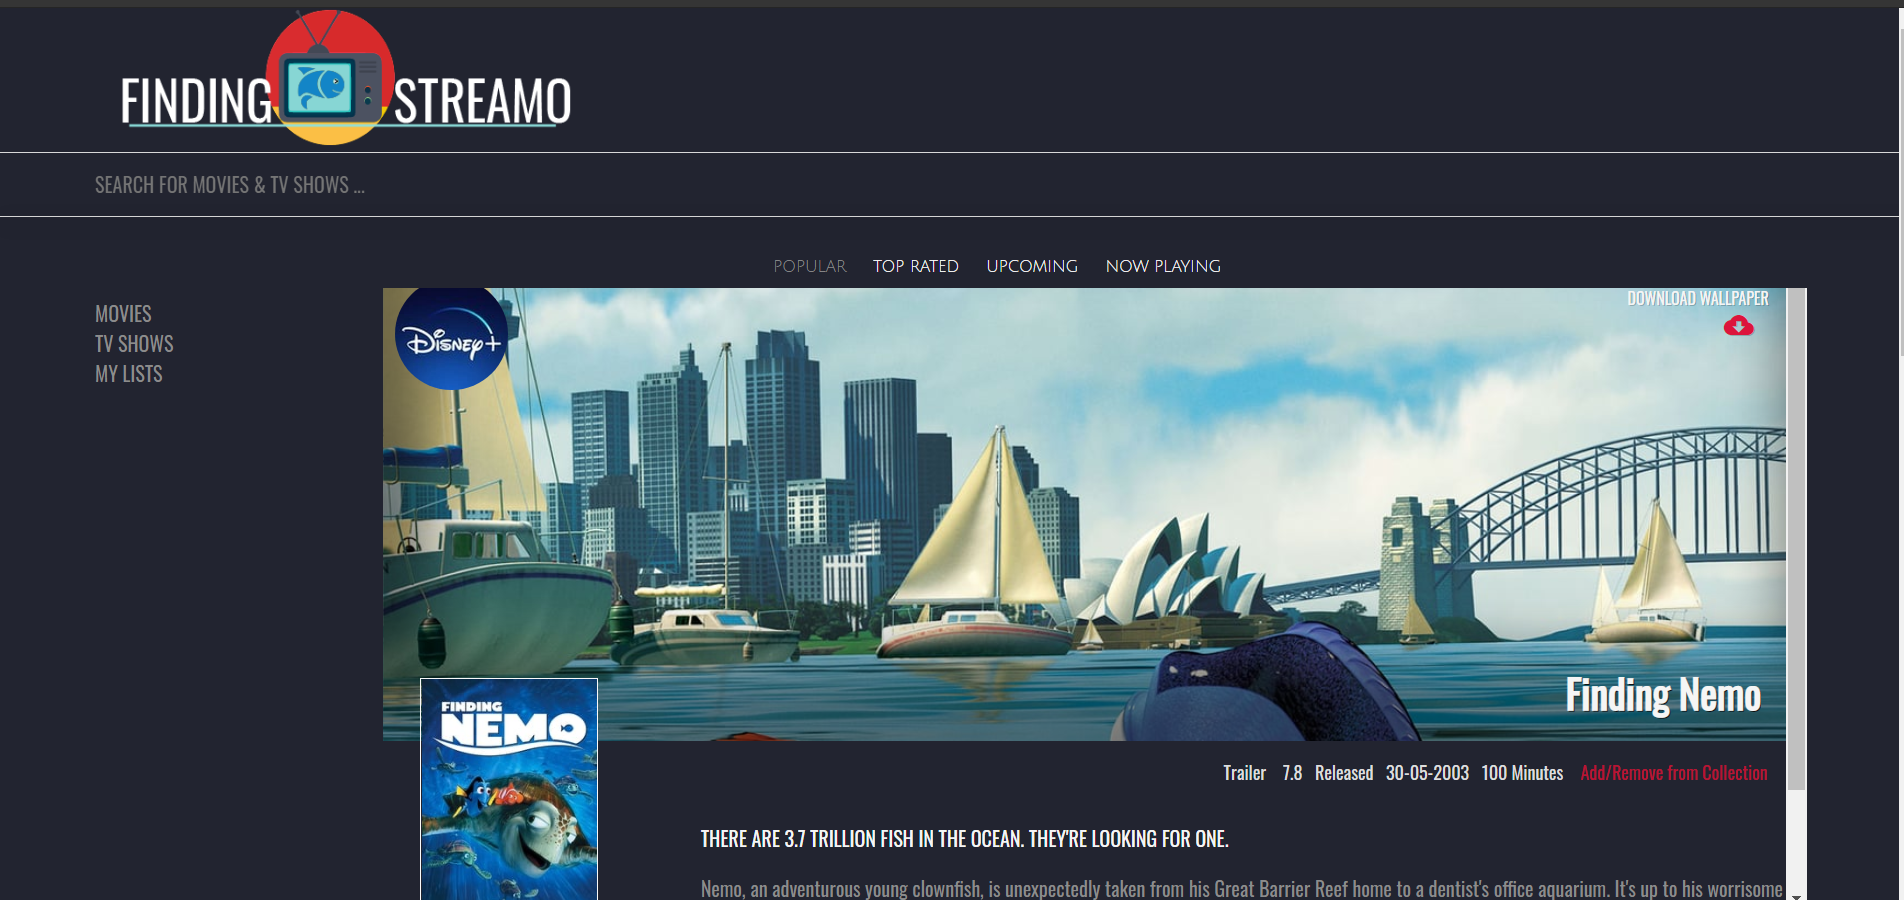 FINDING STREAMO
SEARCH FOR MOVIES & TV SHOWS ...
POPULAR TOP RATED UPCOMING NOW PLAYING
MOVIES
TV SHOWS
MY LISTS
Disney+
DOWNLOAD WALLPAPER
Finding Nemo
FINDING
NEMO
Trailer 7.8 Released 30-05-2003 100 Minutes Add/Remove from Collection
THERE ARE 3.7 TRILLION FISH IN THE OCEAN. THEY'RE LOOKING FOR ONE.
Nemo, an adventurous young clownfish, is unexpectedly taken from his Great Barrier Reef home to a dentist's office aquarium. It's up to his worrisome